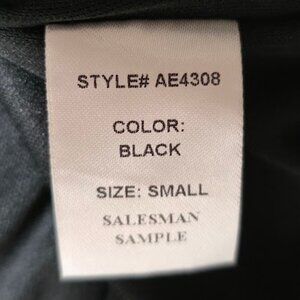 STYLE# AE4308
COLOR:
BLACK
SIZE: SMALL
SALESMAN
SAMPLE